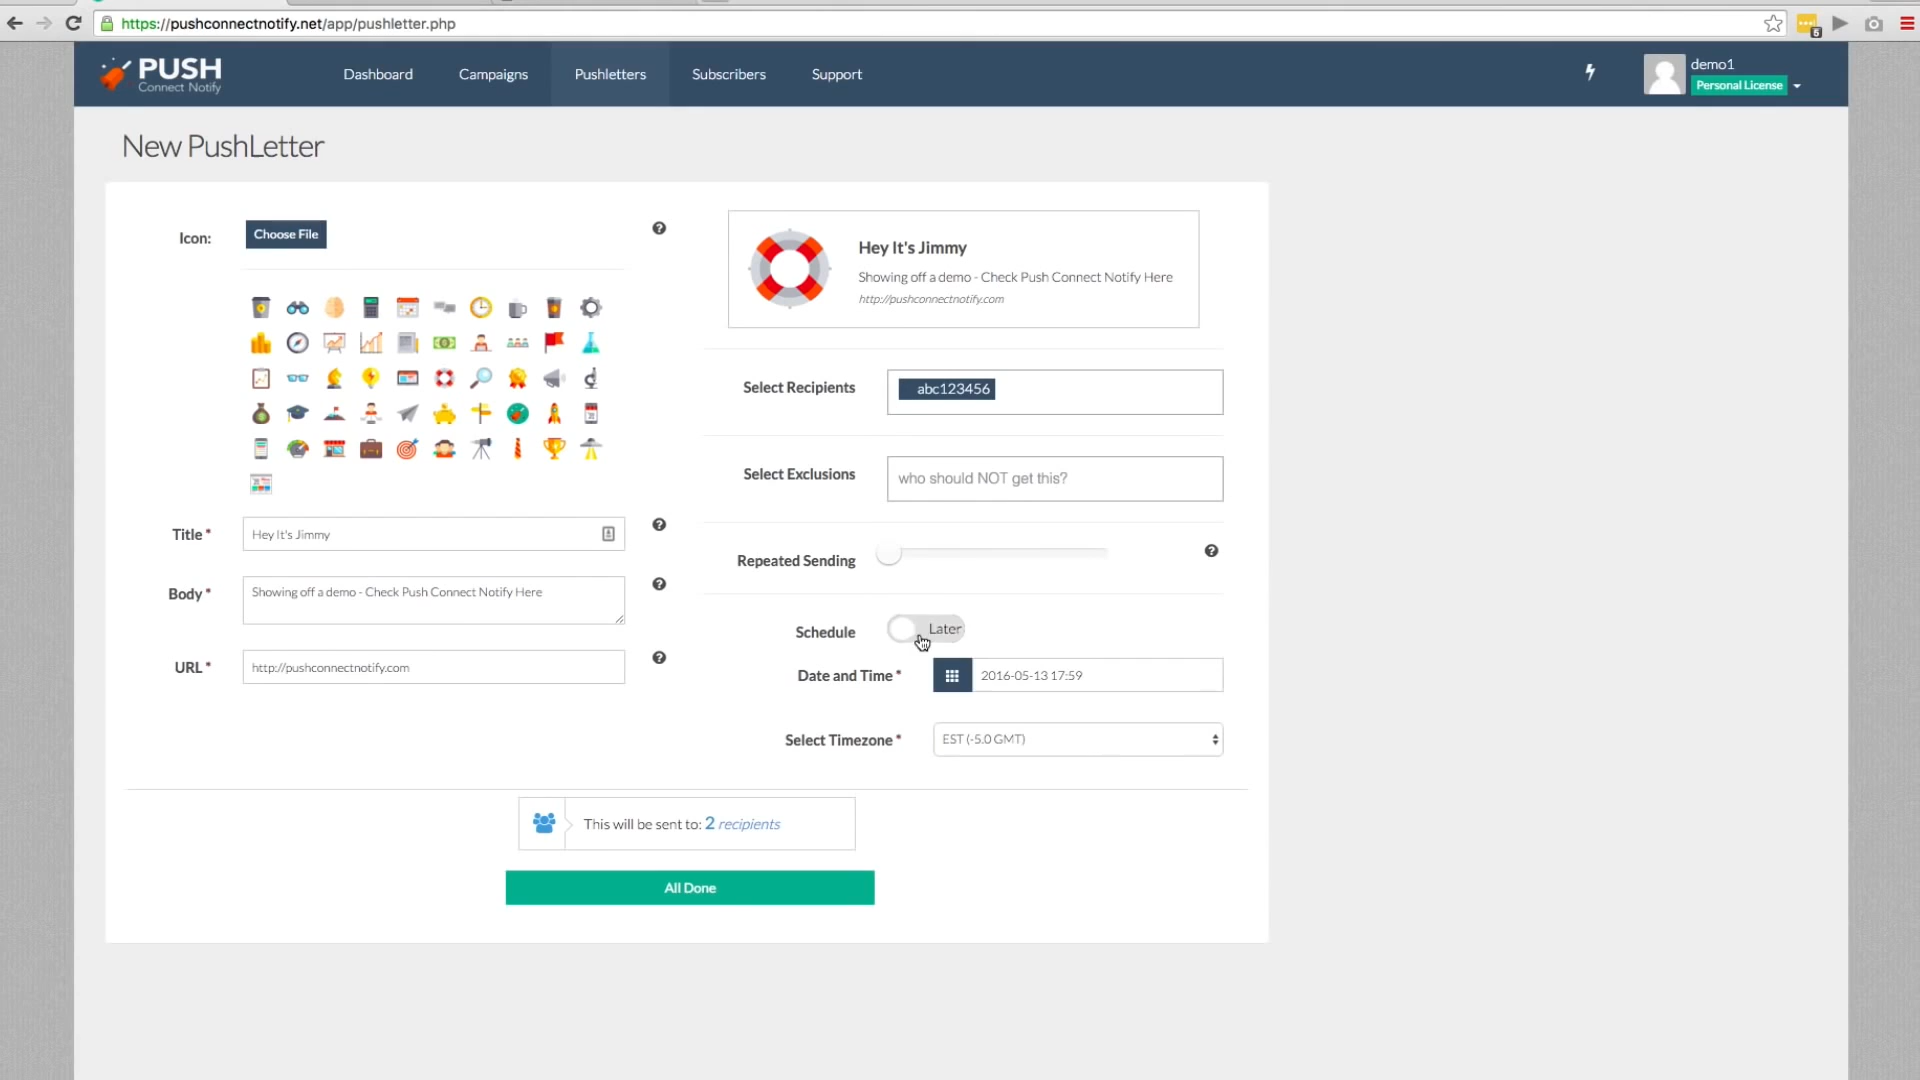 https://pushconnectnotify.net/app/pushletter.php
PUSH
Connect Notify
Dashboard
Campaigns
Pushletters
Subscribers
Support
demo1
Personal License
New PushLetter
Icon:
Choose File
Hey It's Jimmy
Showing off a demo - Check Push Connect Notify Here
http://pushconnectnotify.com
Select Recipients
abc123456
Select Exclusions
who should NOT get this?
Title *
Hey It's Jimmy
Repeated Sending
Body *
Showing off a demo - Check Push Connect Notify Here
Schedule
Later
URL *
http://pushconnectnotify.com
Date and Time *
2016-05-13 17:59
Select Timezone *
EST (-5.0 GMT)
This will be sent to: 2 recipients
All Done